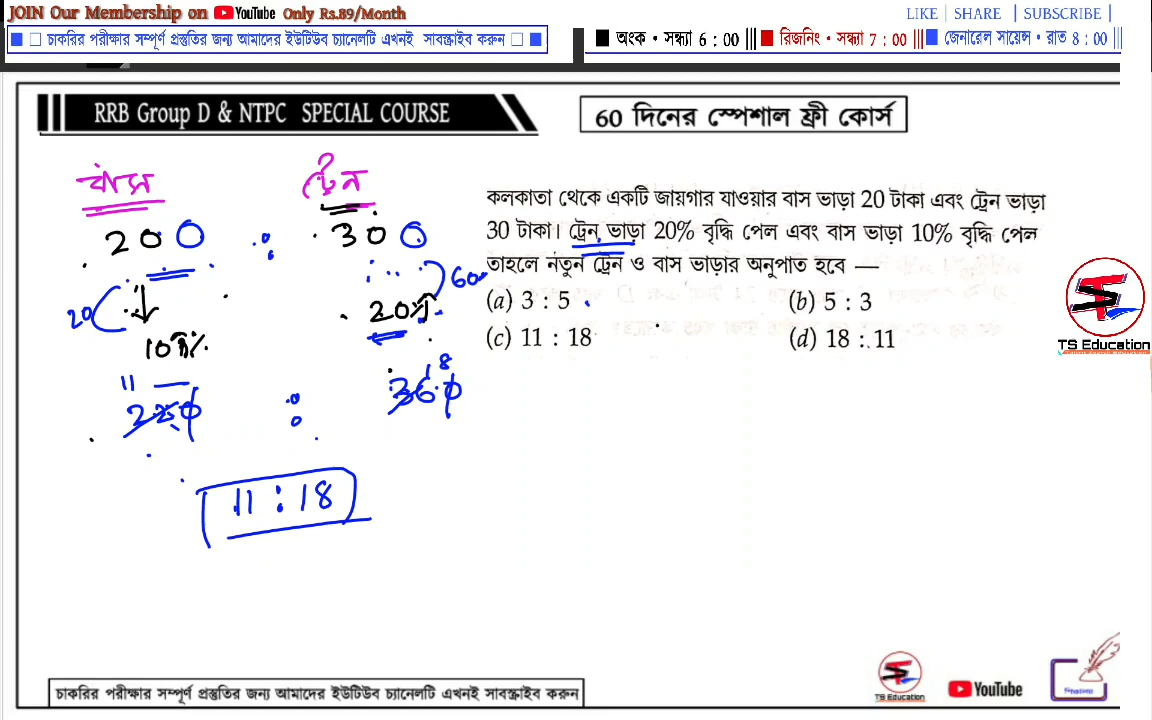 JOIN Our Membership on YouTube Only Rs.89/Month
LIKE | SHARE | SUBSCRIBE |
■ □ চাকরির পরীক্ষার সম্পূর্ণ প্রস্তুতির জন্য আমাদের ইউটিউব চ্যানেলটি এখনই সাবস্ক্রাইব করুন □ ■
■ অংক • সন্ধ্যা 6 : 00 ||| ■ রিজনিং • সন্ধ্যা 7 : 00 ||| ■ জেনারেল সায়েন্স • রাত 8 : 00 |||
RRB Group D & NTPC SPECIAL COURSE
60 দিনের স্পেশাল ফ্রী কোর্স
বাস ট্রেন
200 : 300
20 60
10% 20%
11 18
220 : 360
11 : 18
কলকাতা থেকে একটি জায়গার যাওয়ার বাস ভাড়া 20 টাকা এবং ট্রেন ভাড়া
30 টাকা। ট্রেন ভাড়া 20% বৃদ্ধি পেল এবং বাস ভাড়া 10% বৃদ্ধি পেল
তাহলে নতুন ট্রেন ও বাস ভাড়ার অনুপাত হবে —
(a) 3 : 5 (b) 5 : 3
(c) 11 : 18 (d) 18 : 11
TS Education
চাকরির পরীক্ষার সম্পূর্ণ প্রস্তুতির জন্য আমাদের ইউটিউব চ্যানেলটি এখনই সাবস্ক্রাইব করুন
TS Education
YouTube